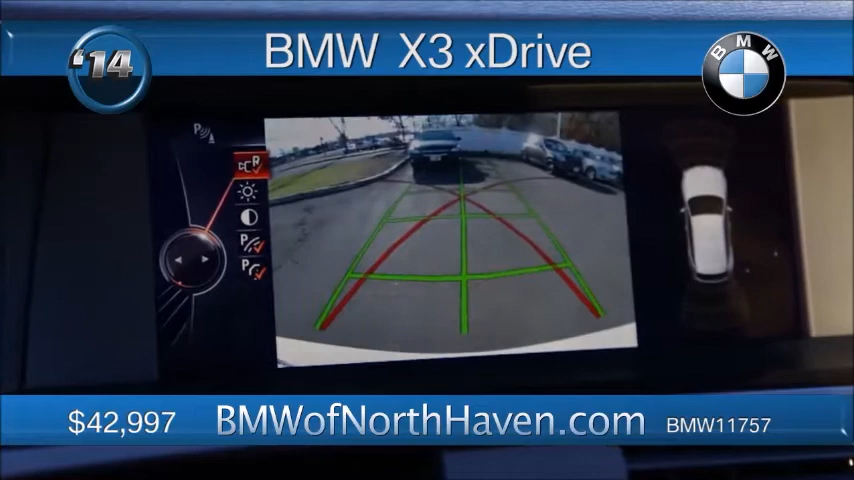 '14
BMW X3 xDrive
BMW
P
R
P
P
$42,997
BMWofNorthHaven.com
BMW11757